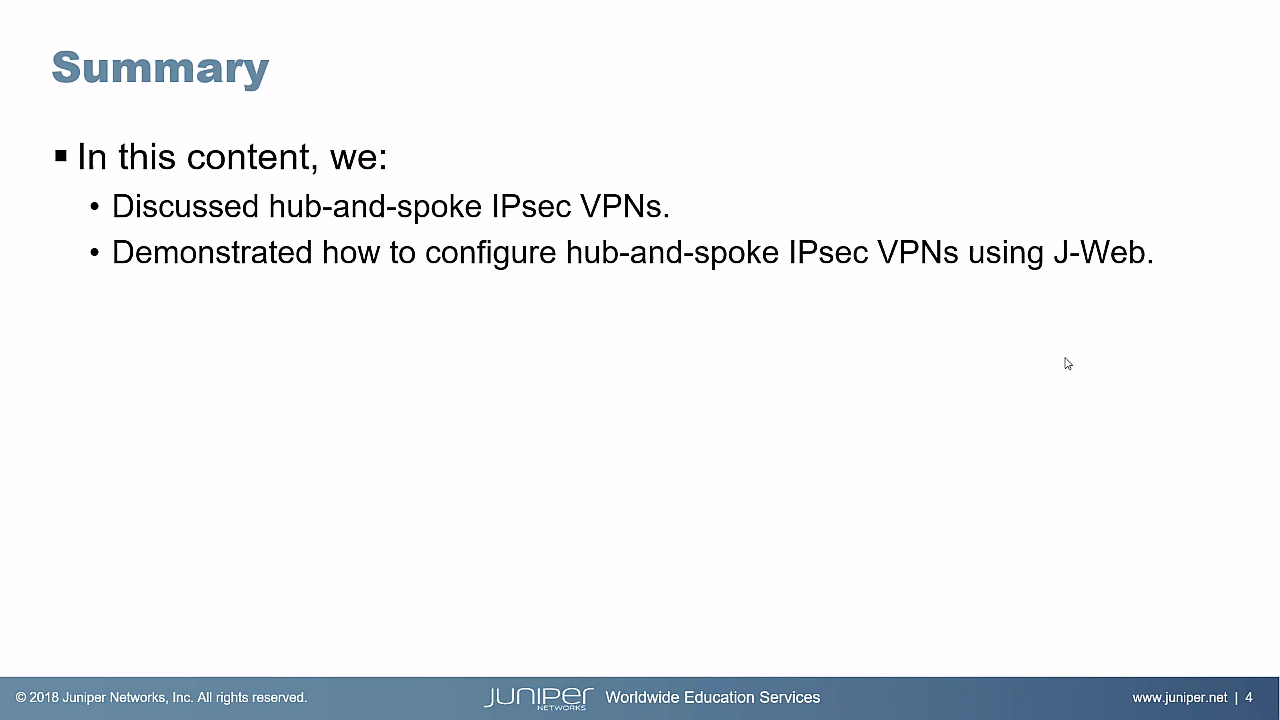 Summary
In this content, we:
• Discussed hub-and-spoke IPsec VPNs.
• Demonstrated how to configure hub-and-spoke IPsec VPNs using J-Web.
© 2018 Juniper Networks, Inc. All rights reserved.
JUNIPER NETWORKS Worldwide Education Services
www.juniper.net | 4